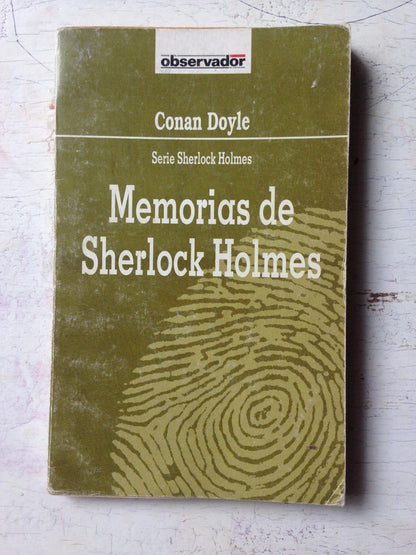 observador
Conan Doyle
Serie Sherlock Holmes
Memorias de
Sherlock Holmes